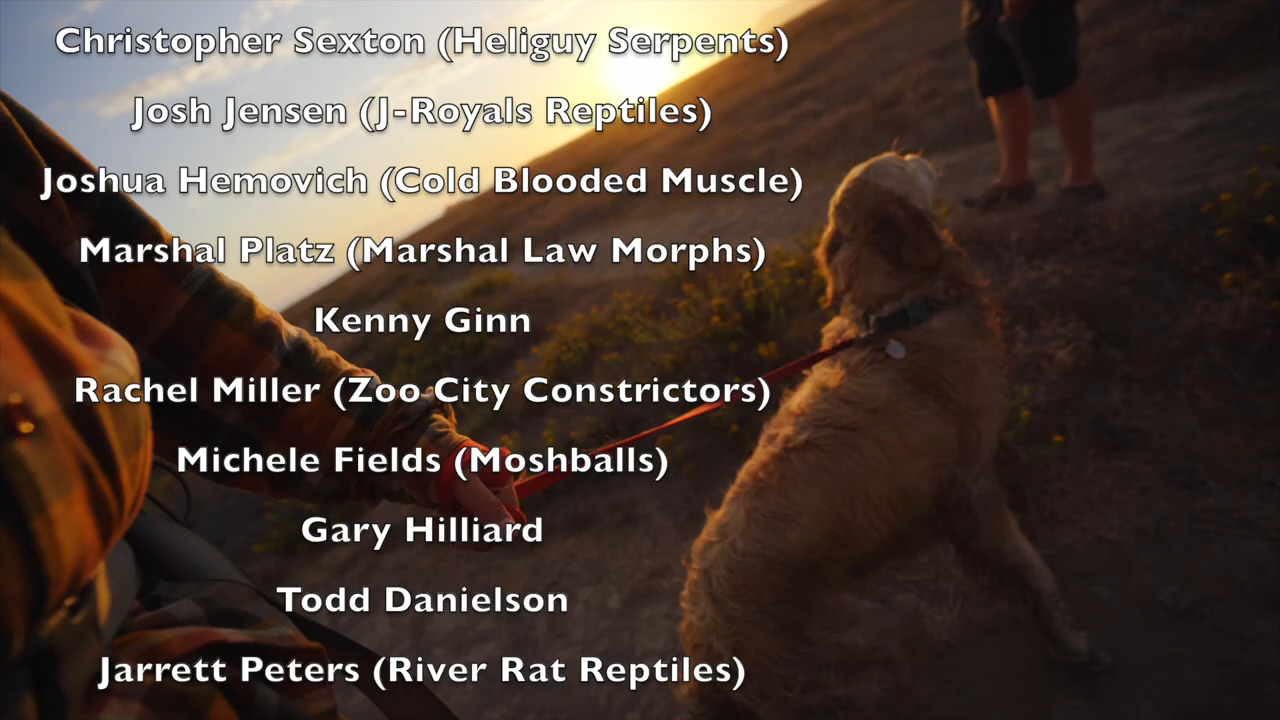 Christopher Sexton (Heliguy Serpents)
Josh Jensen (J-Royals Reptiles)
Joshua Hemovich (Cold Blooded Muscle)
Marshal Platz (Marshal Law Morphs)
Kenny Ginn
Rachel Miller (Zoo City Constrictors)
Michele Fields (Moshballs)
Gary Hilliard
Todd Danielson
Jarrett Peters (River Rat Reptiles)